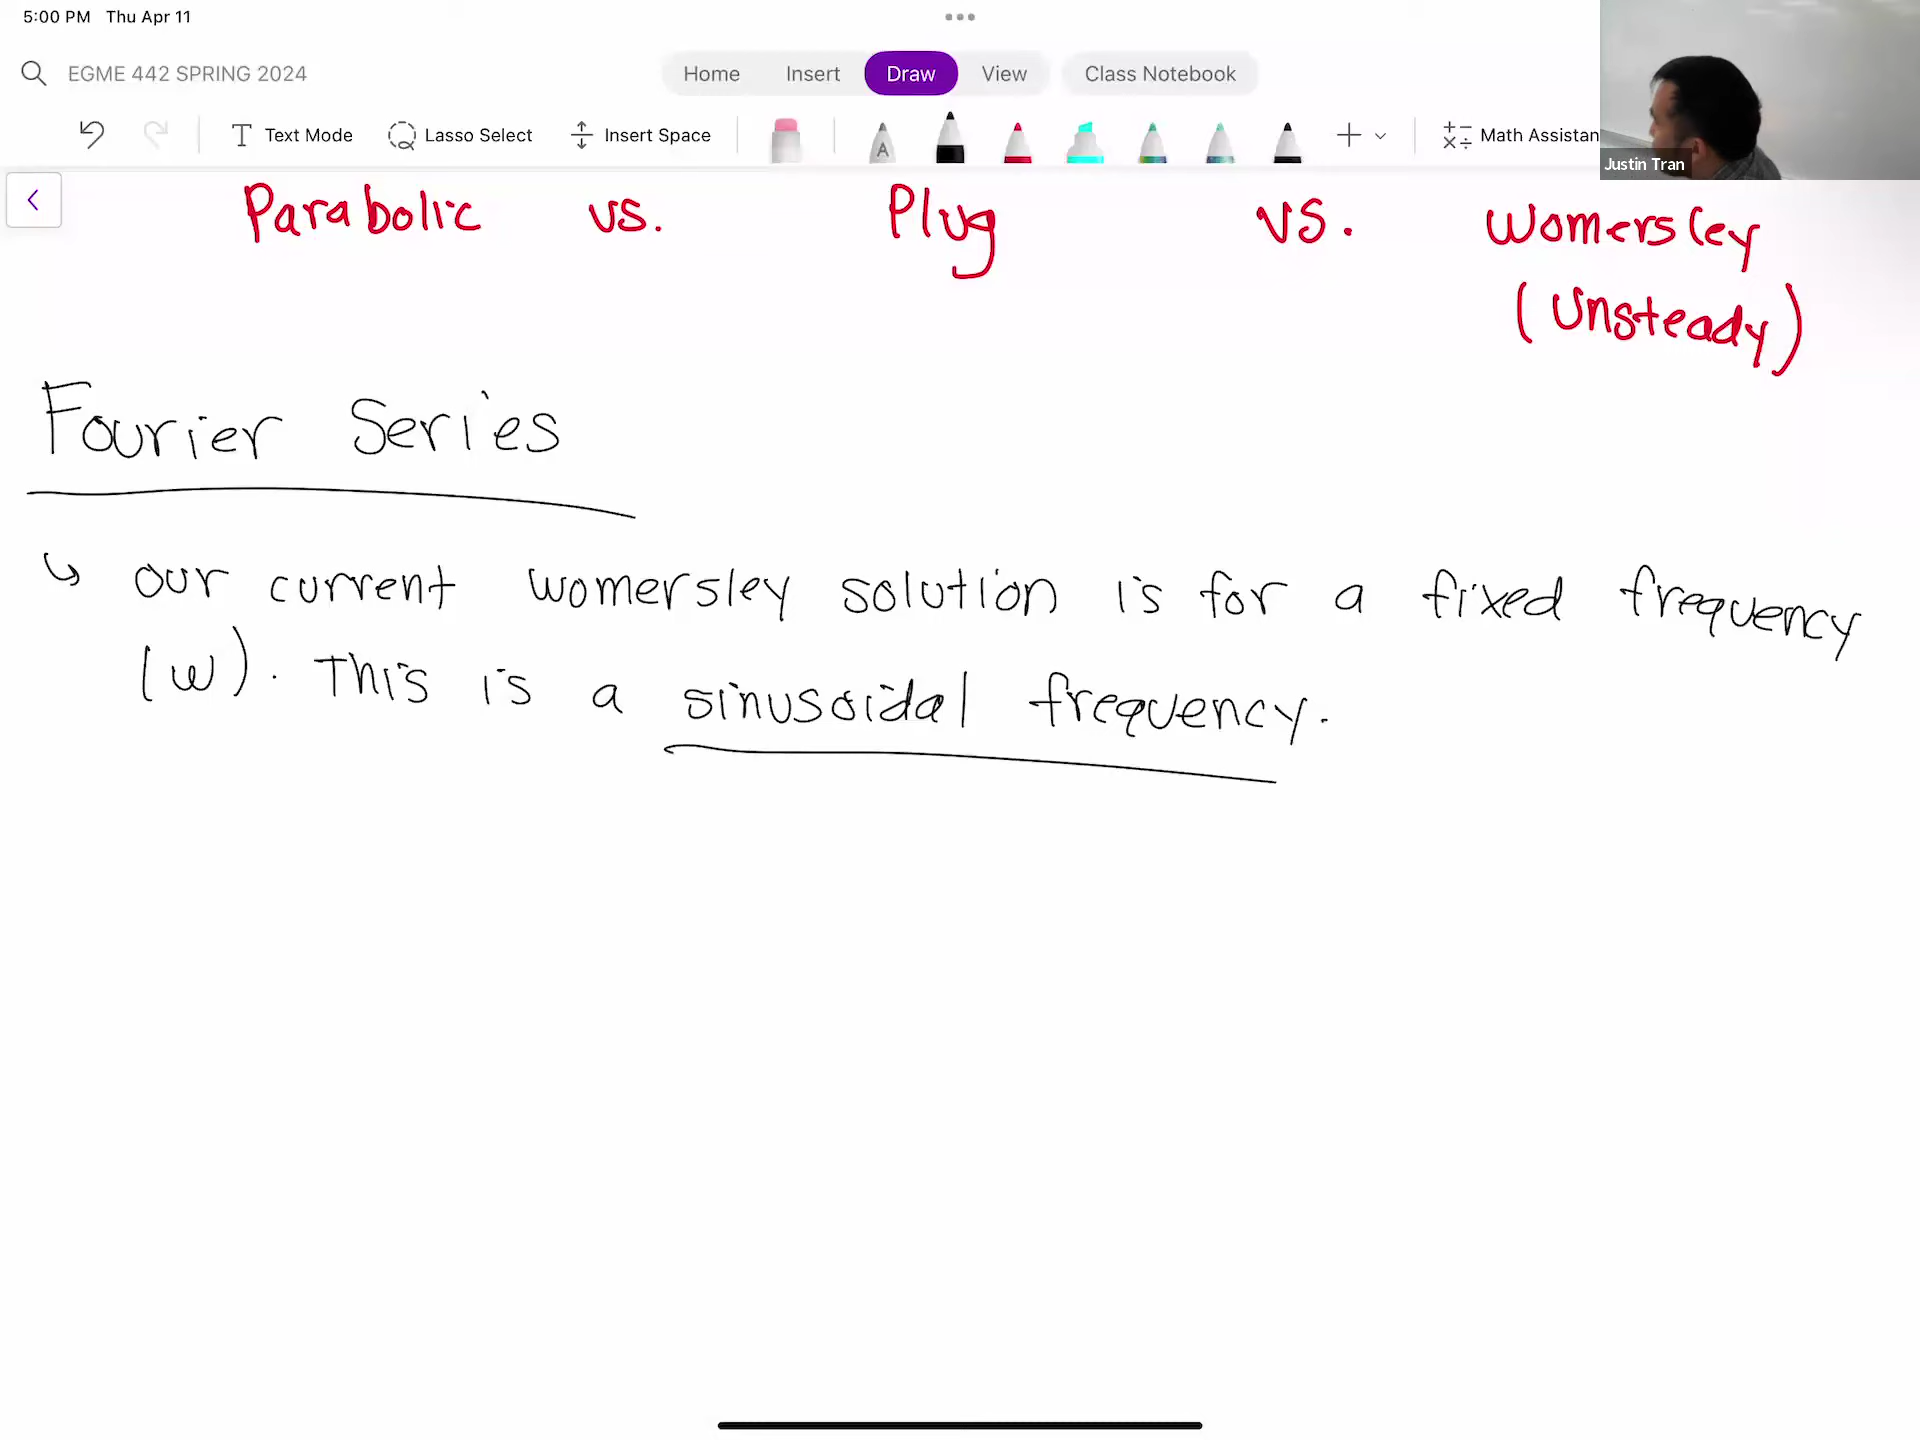 5:00 PM Thu Apr 11
EGME 442 SPRING 2024
Home Insert Draw View Class Notebook
T Text Mode Lasso Select Insert Space A Math Assistan
Justin Tran
Parabolic vs. Plug vs. Womersley
(Unsteady)
Fourier Series
↳ our current womersley solution is for a fixed frequency
(ω). This is a sinusoidal frequency.